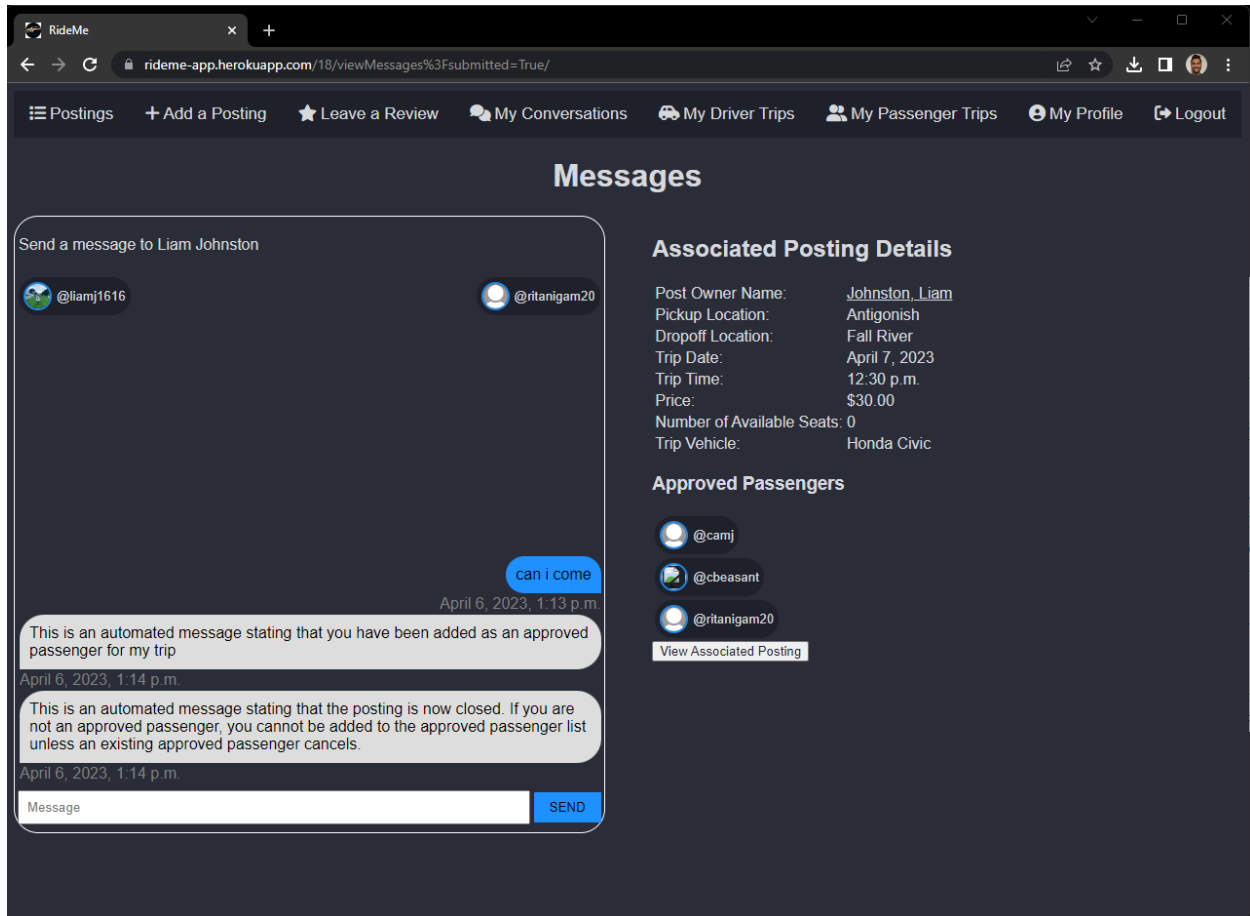 RideMe
rideme-app.herokuapp.com/18/viewMessages%3Fsubmitted=True/
Postings Add a Posting Leave a Review My Conversations My Driver Trips My Passenger Trips My Profile Logout
Messages
Send a message to Liam Johnston
@liamj1616 @ritanigam20
can i come
April 6, 2023, 1:13 p.m.
This is an automated message stating that you have been added as an approved
passenger for my trip
April 6, 2023, 1:14 p.m.
This is an automated message stating that the posting is now closed. If you are
not an approved passenger, you cannot be added to the approved passenger list
unless an existing approved passenger cancels.
April 6, 2023, 1:14 p.m.
Message SEND
Associated Posting Details
Post Owner Name: Johnston, Liam
Pickup Location: Antigonish
Dropoff Location: Fall River
Trip Date: April 7, 2023
Trip Time: 12:30 p.m.
Price: $30.00
Number of Available Seats: 0
Trip Vehicle: Honda Civic
Approved Passengers
@camj
@cbeasant
@ritanigam20
View Associated Posting